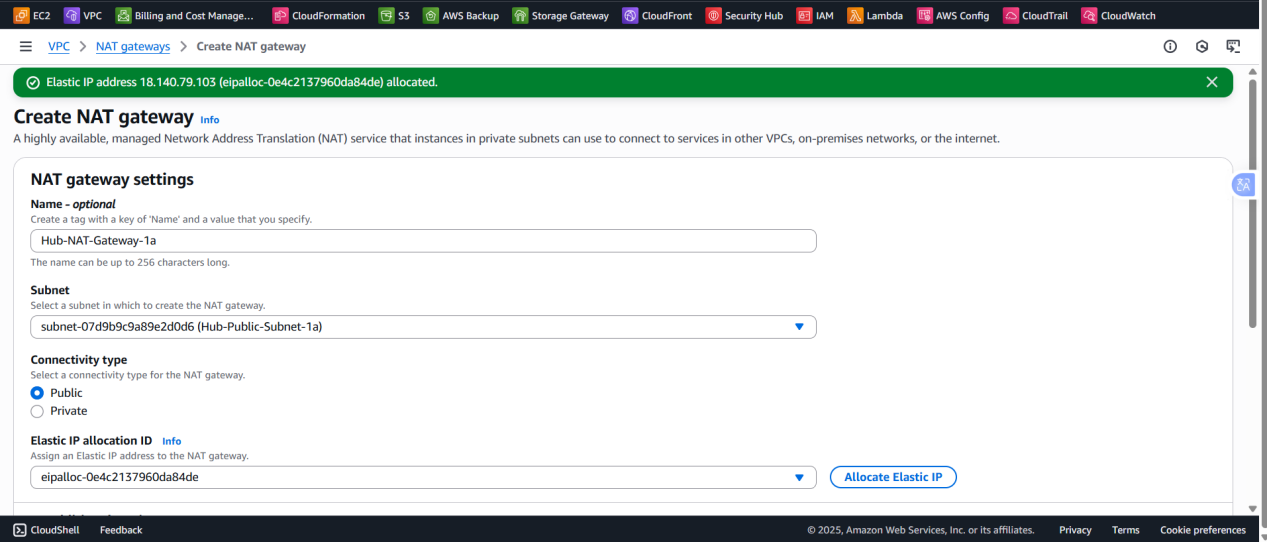 EC2 VPC Billing and Cost Manage... CloudFormation S3 AWS Backup Storage Gateway CloudFront Security Hub IAM Lambda AWS Config CloudTrail CloudWatch
VPC > NAT gateways > Create NAT gateway
Elastic IP address 18.140.79.103 (eipalloc-0e4c2137960da84de) allocated.
Create NAT gateway Info
A highly available, managed Network Address Translation (NAT) service that instances in private subnets can use to connect to services in other VPCs, on-premises networks, or the internet.
NAT gateway settings
Name - optional
Create a tag with a key of 'Name' and a value that you specify.
Hub-NAT-Gateway-1a
The name can be up to 256 characters long.
Subnet
Select a subnet in which to create the NAT gateway.
subnet-07d9b9c9a89e2d0d6 (Hub-Public-Subnet-1a)
Connectivity type
Select a connectivity type for the NAT gateway.
Public
Private
Elastic IP allocation ID Info
Assign an Elastic IP address to the NAT gateway.
eipalloc-0e4c2137960da84de
Allocate Elastic IP
CloudShell Feedback © 2025, Amazon Web Services, Inc. or its affiliates. Privacy Terms Cookie preferences